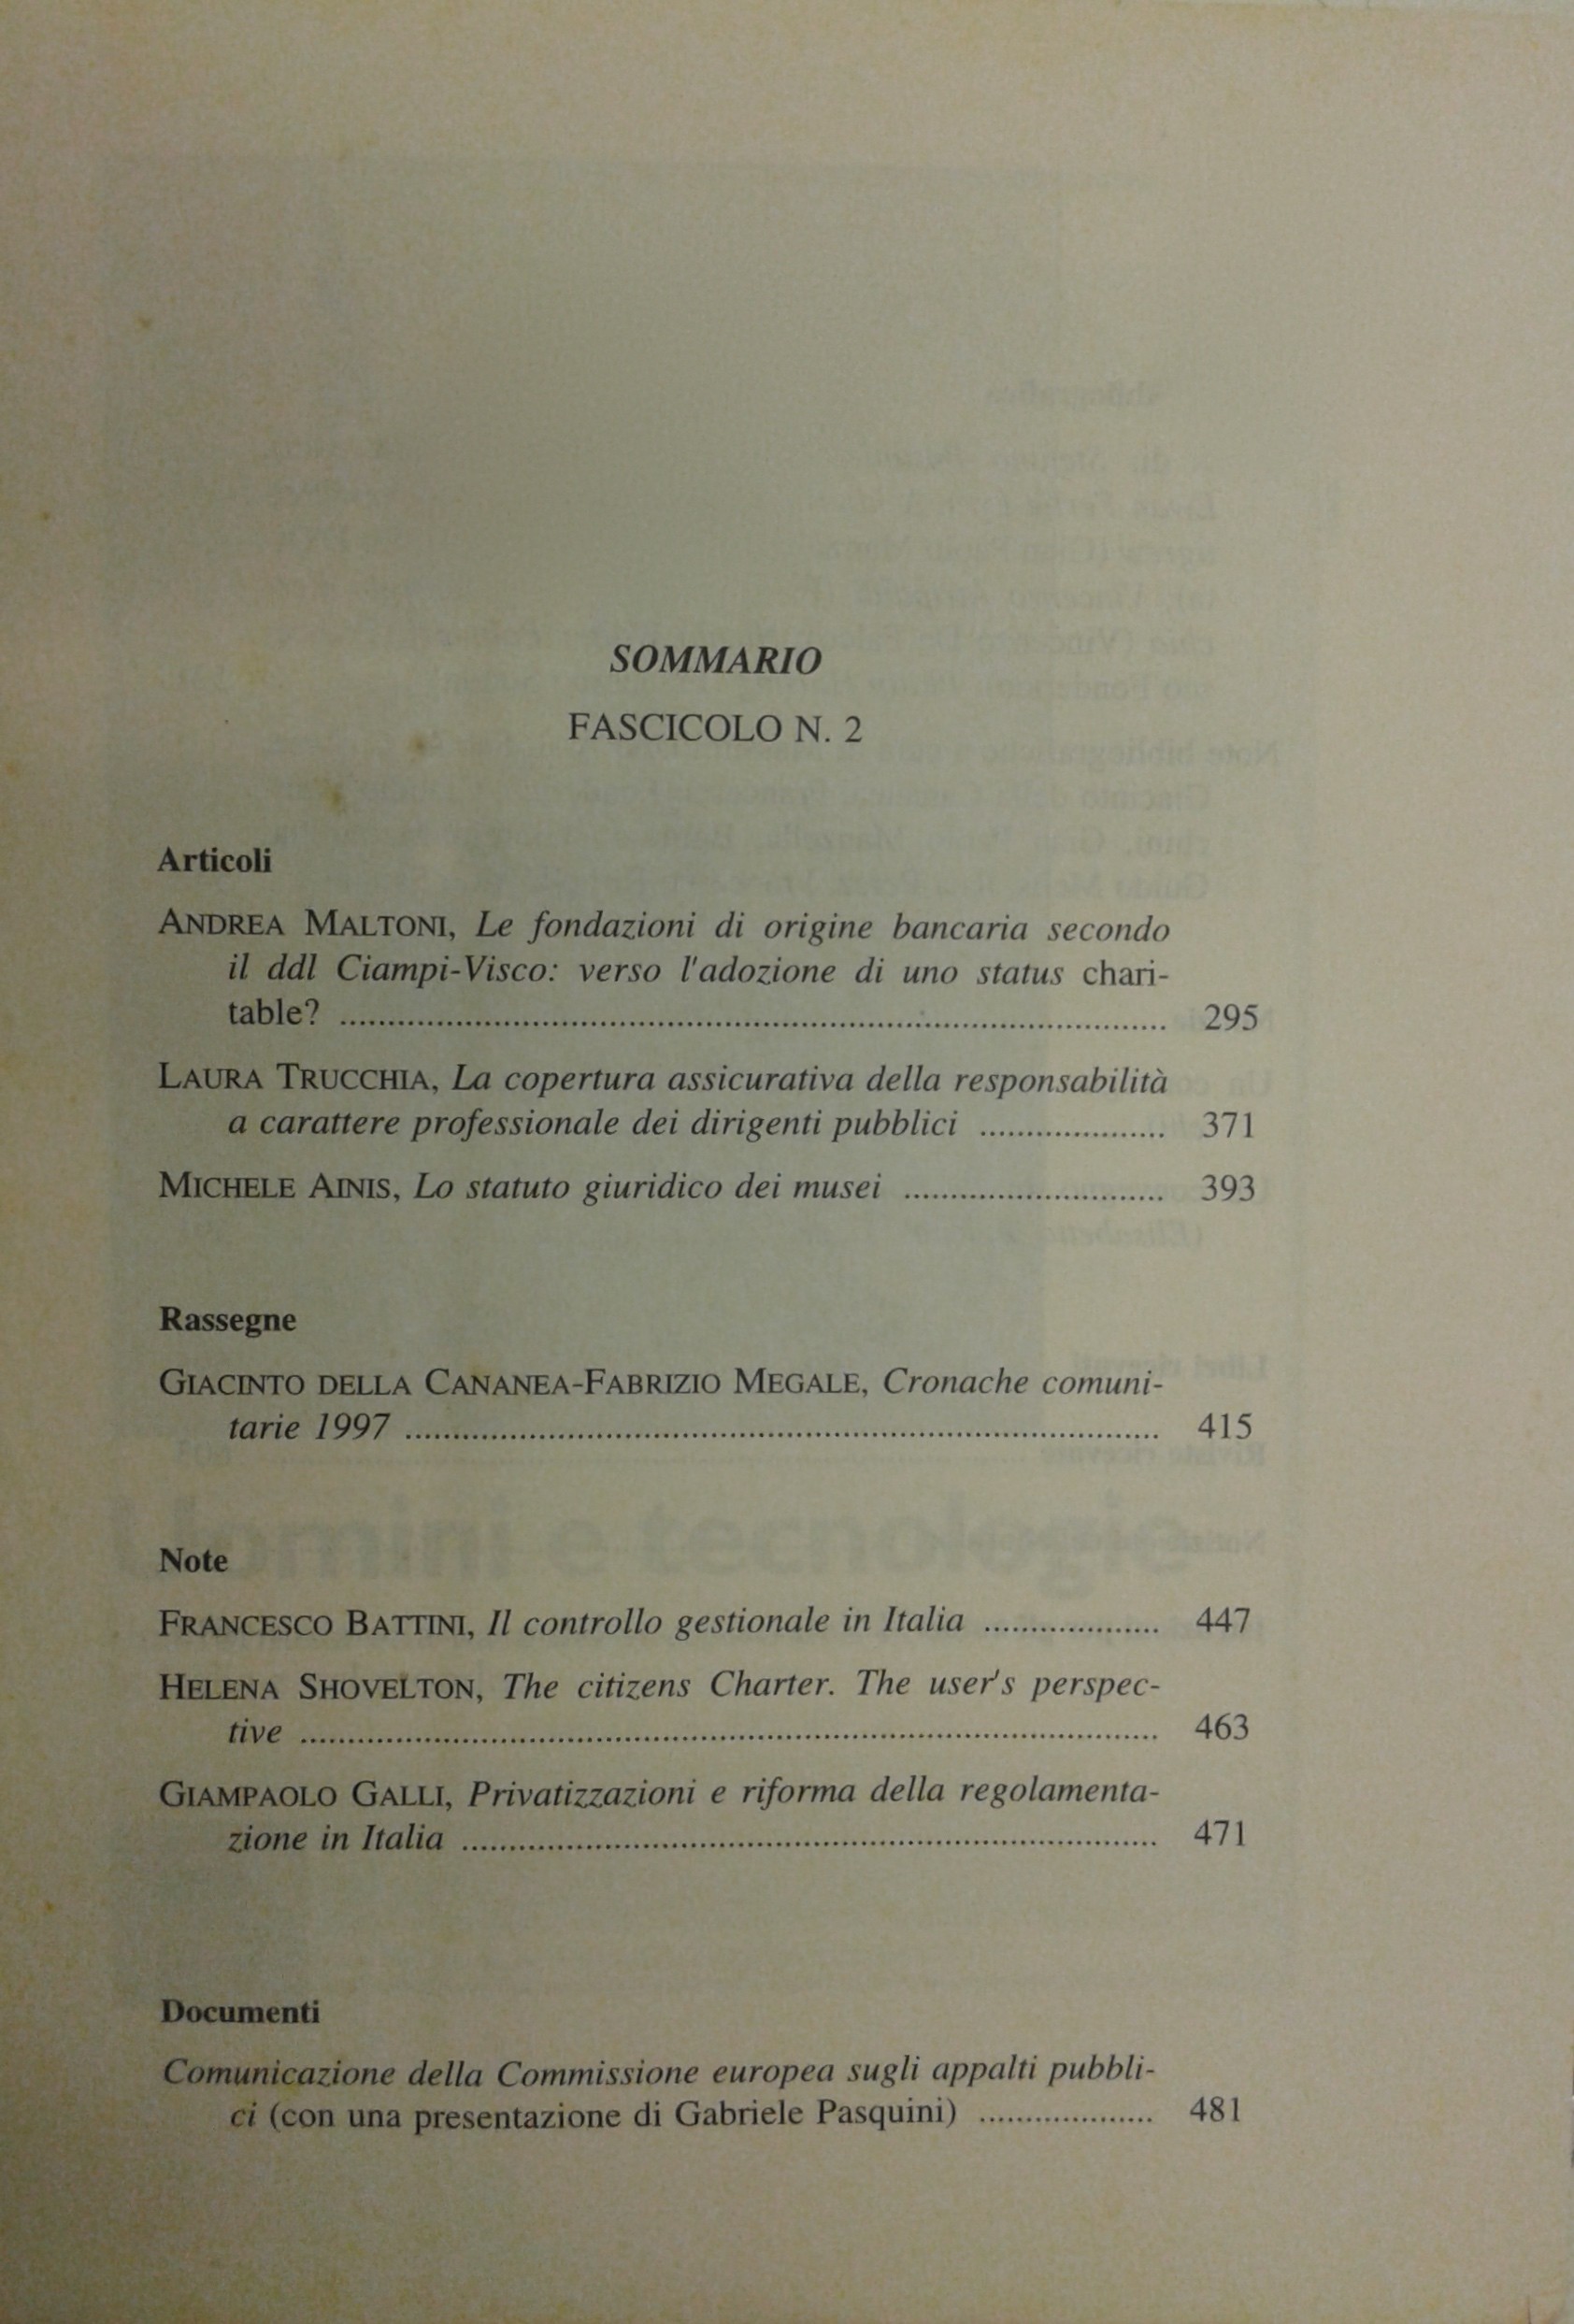 SOMMARIO
FASCICOLO N. 2
Articoli
ANDREA MALTONI, Le fondazioni di origine bancaria secondo
il ddl Ciampi-Visco: verso l'adozione di uno status chari-
table? ........................................ 295
LAURA TRUCCHIA, La copertura assicurativa della responsabilità
a carattere professionale dei dirigenti pubblici .................... 371
MICHELE AINIS, Lo statuto giuridico dei musei ............................ 393
Rassegne
GIACINTO DELLA CANANEA-FABRIZIO MEGALE, Cronache comuni-
tarie 1997 ........................................ 415
Note
FRANCESCO BATTINI, Il controllo gestionale in Italia ................... 447
HELENA SHOVELTON, The citizens Charter. The user's perspec-
tive ........................................ 463
GIAMPAOLO GALLI, Privatizzazioni e riforma della regolamenta-
zione in Italia ........................................ 471
Documenti
Comunicazione della Commissione europea sugli appalti pubbli-
ci (con una presentazione di Gabriele Pasquini) ................... 481